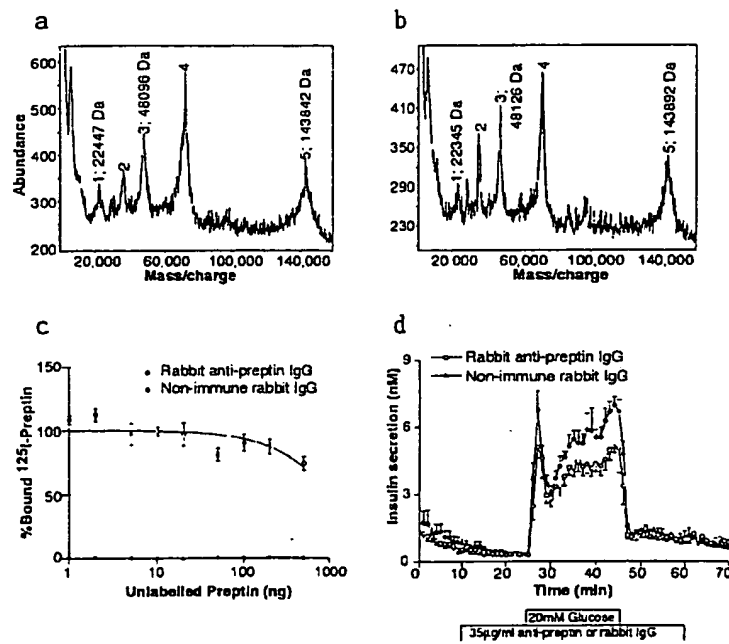 a
Abundance
600
500
400
300
200
1; 22447 Da
2
3; 48096 Da
4
5; 143842 Da
20,000
60,000
100,000
140,000
Mass/charge
b
470
410
350
290
230
1; 22345 Da
2
3;
48126 Da
4
5; 143892 Da
20 000
60,000
100,000
140,000
Mass/charge
c
%Bound 125I-Preptin
150
100
50
0
1
10
100
1000
Unlabelled Preptin (ng)
Rabbit anti-preptin IgG
Non-immune rabbit IgG
d
Rabbit anti-preptin IgG
Non-immune rabbit IgG
Insulin secretion (nM)
9
6
3
0
0
10
20
30
40
50
60
70
Time (min)
20mM Glucose
35µg/ml anti-preptin or rabbit IgG